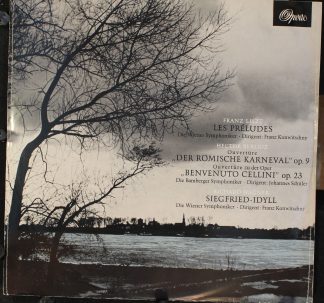 Opera
FRANZ LISZT
LES PRÉLUDES
Die Wiener Symphoniker · Dirigent: Franz Konwitschny
HECTOR BERLIOZ
Ouvertüre
„DER RÖMISCHE KARNEVAL" op. 9
Ouvertüre zu der Oper
„BENVENUTO CELLINI" op. 23
Die Bamberger Symphoniker · Dirigent: Johannes Schüler
SIEGFRIED-IDYLL
Die Wiener Symphoniker · Dirigent: Franz Konwitschny